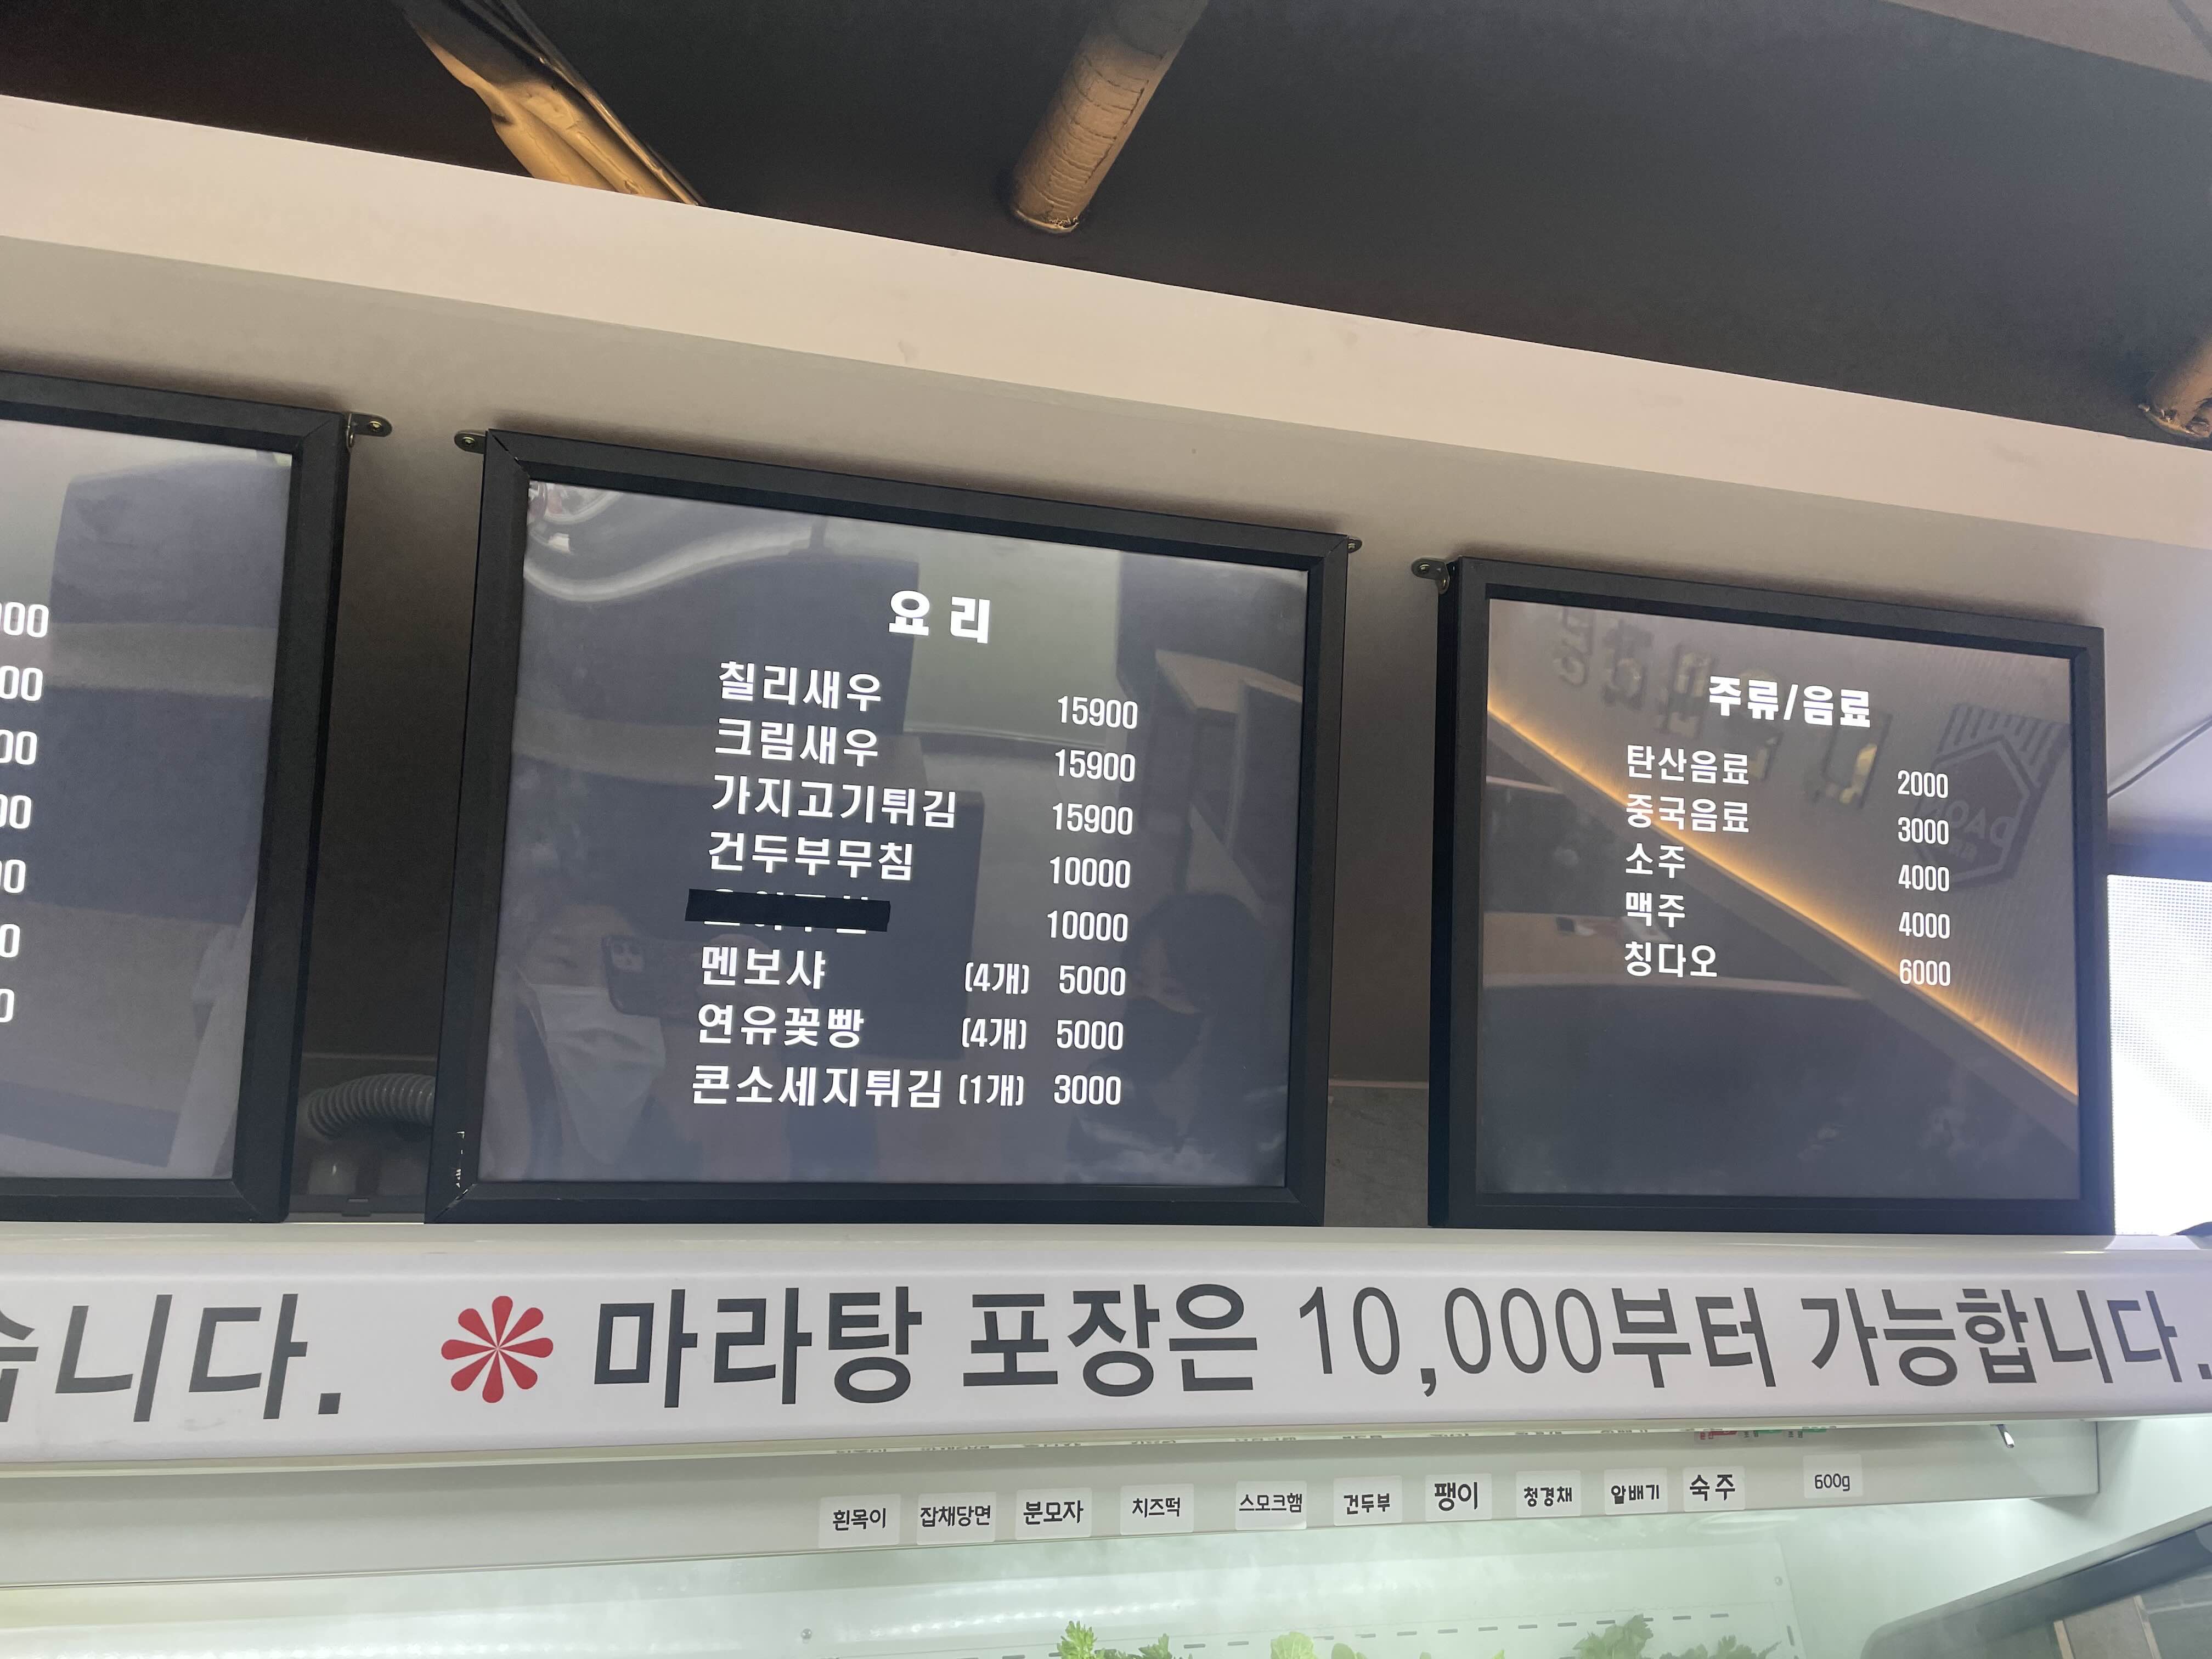 요리
칠리새우 15900
크림새우 15900
가지고기튀김 15900
건두부무침 10000
10000
멘보샤 (4개) 5000
연유꽃빵 (4개) 5000
콘소세지튀김 (1개) 3000
주류/음료
탄산음료 2000
중국음료 3000
소주 4000
맥주 4000
칭다오 6000
습니다. 마라탕 포장은 10,000부터 가능합니다.
흰목이 잡채당면 분모자 치즈떡 스모크햄 건두부 팽이 청경채 알배기 숙주 600g